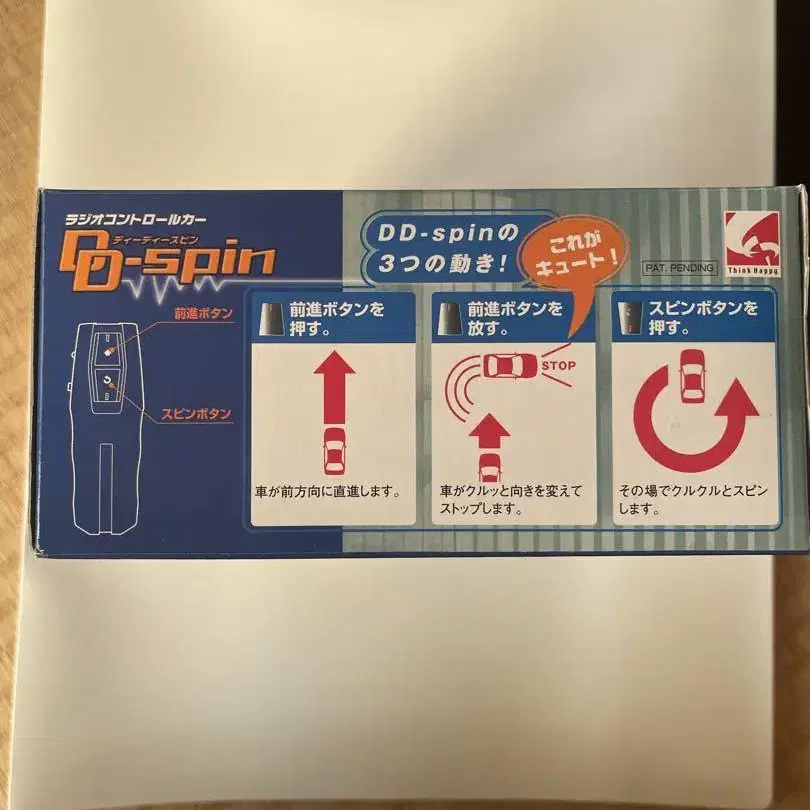 ラジオコントロールカー
ディーディースピン
DD-spin
前進ボタン
スピンボタン
DD-spinの
3つの動き!
これが
キュート!
PAT. PENDING
Think Happy
前進ボタンを
押す。
車が前方向に直進します。
前進ボタンを
放す。
STOP
車がクルッと向きを変えて
ストップします。
スピンボタンを
押す。
その場でクルクルとスピン
します。